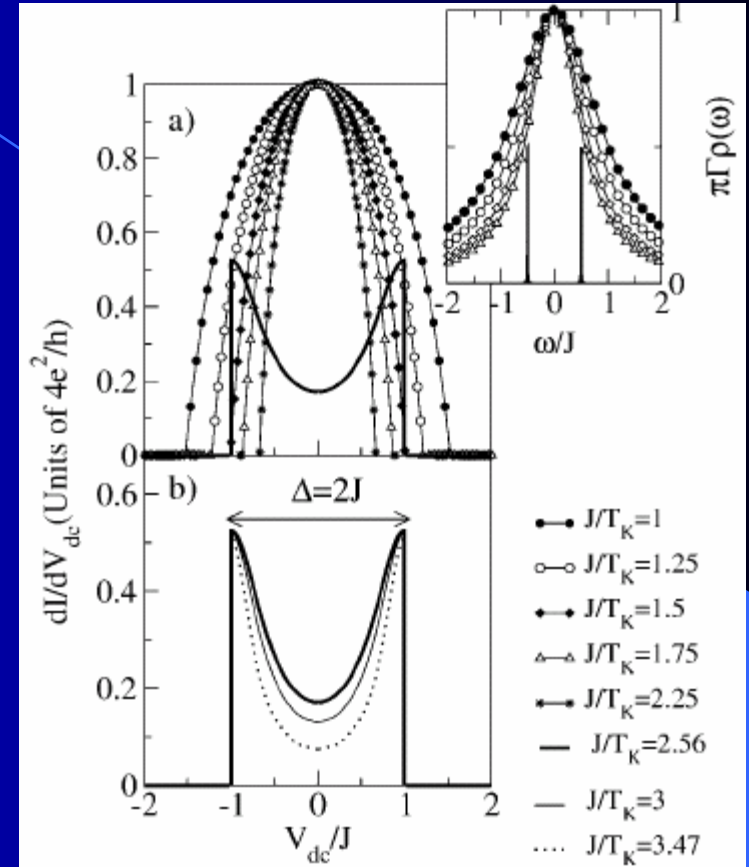 a)
1
0.8
0.6
0.4
0.2
0
dI/dV_dc(Units of 4e^2/h)
1
0
πΓρ(ω)
-2 -1 0 1 2
ω/J
b)
Δ=2J
0.6
0.4
0.2
0
-2 -1 0 1 2
V_dc/J
J/T_K=1
J/T_K=1.25
J/T_K=1.5
J/T_K=1.75
J/T_K=2.25
J/T_K=2.56
J/T_K=3
J/T_K=3.47